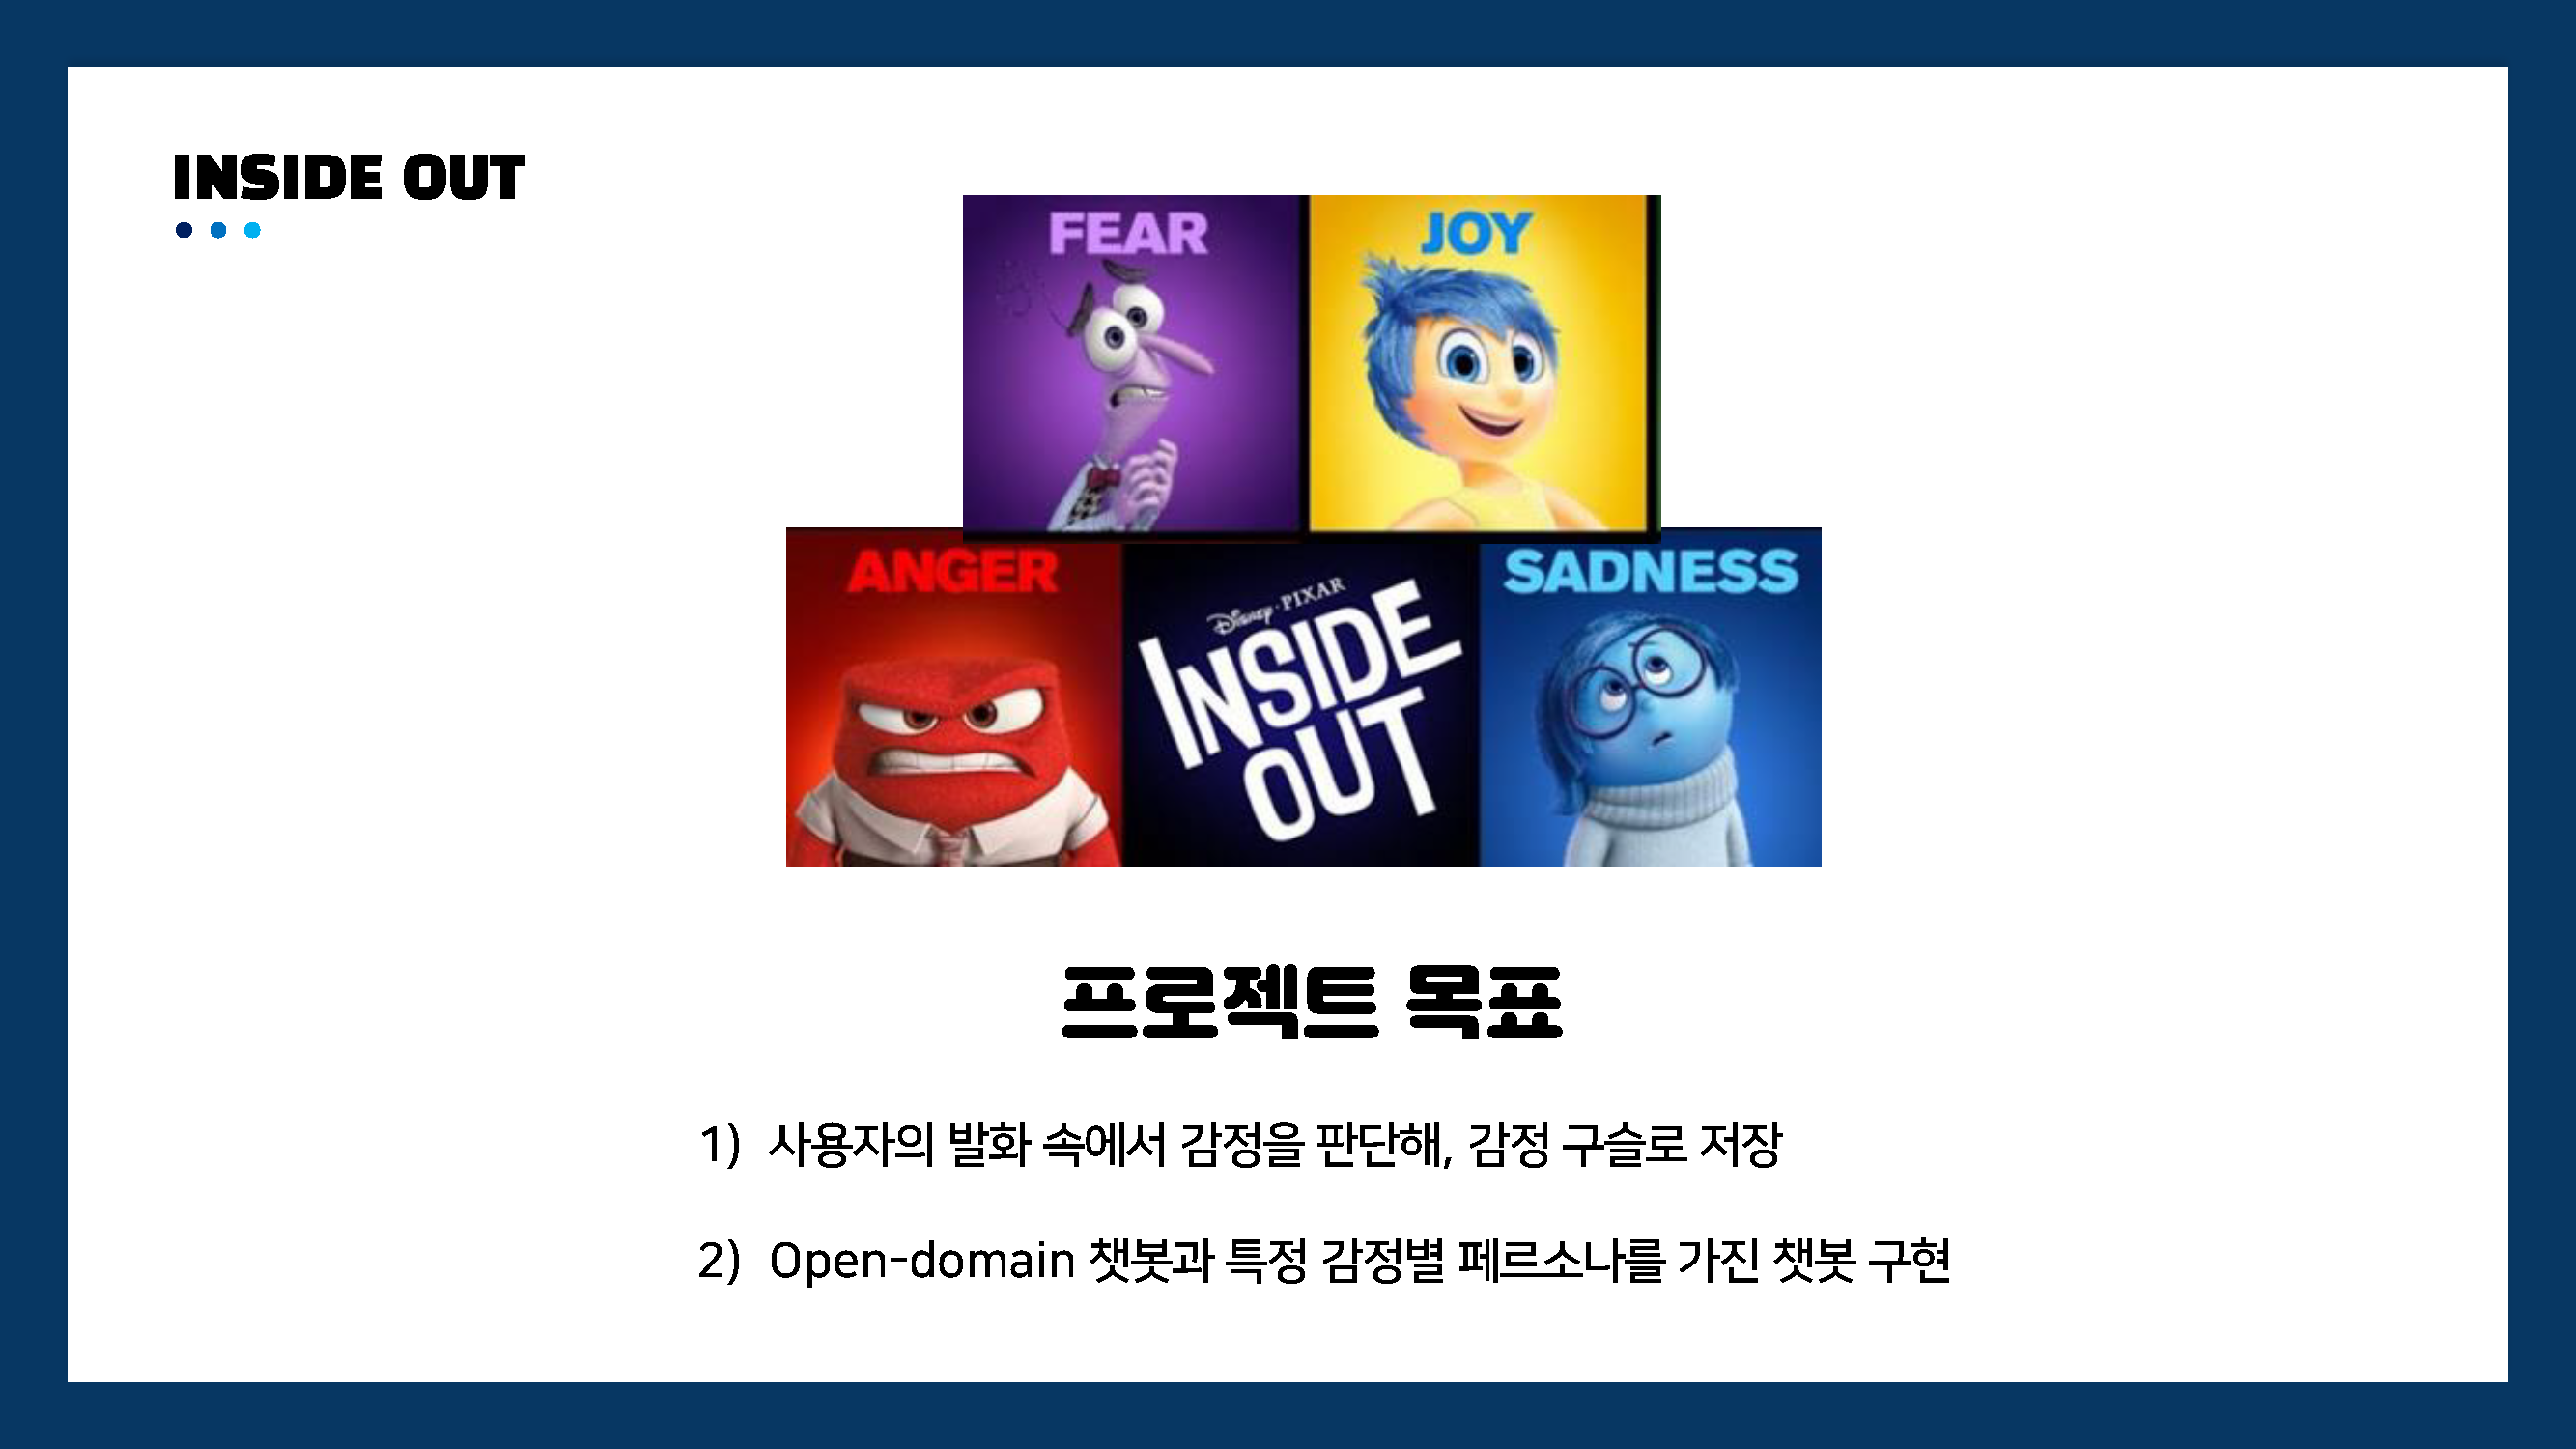 INSIDE OUT
FEAR
JOY
ANGER
SADNESS
Disney·PIXAR
INSIDE
OUT
프로젝트 목표
1) 사용자의 발화 속에서 감정을 판단해, 감정 구슬로 저장
2) Open-domain 챗봇과 특정 감정별 페르소나를 가진 챗봇 구현